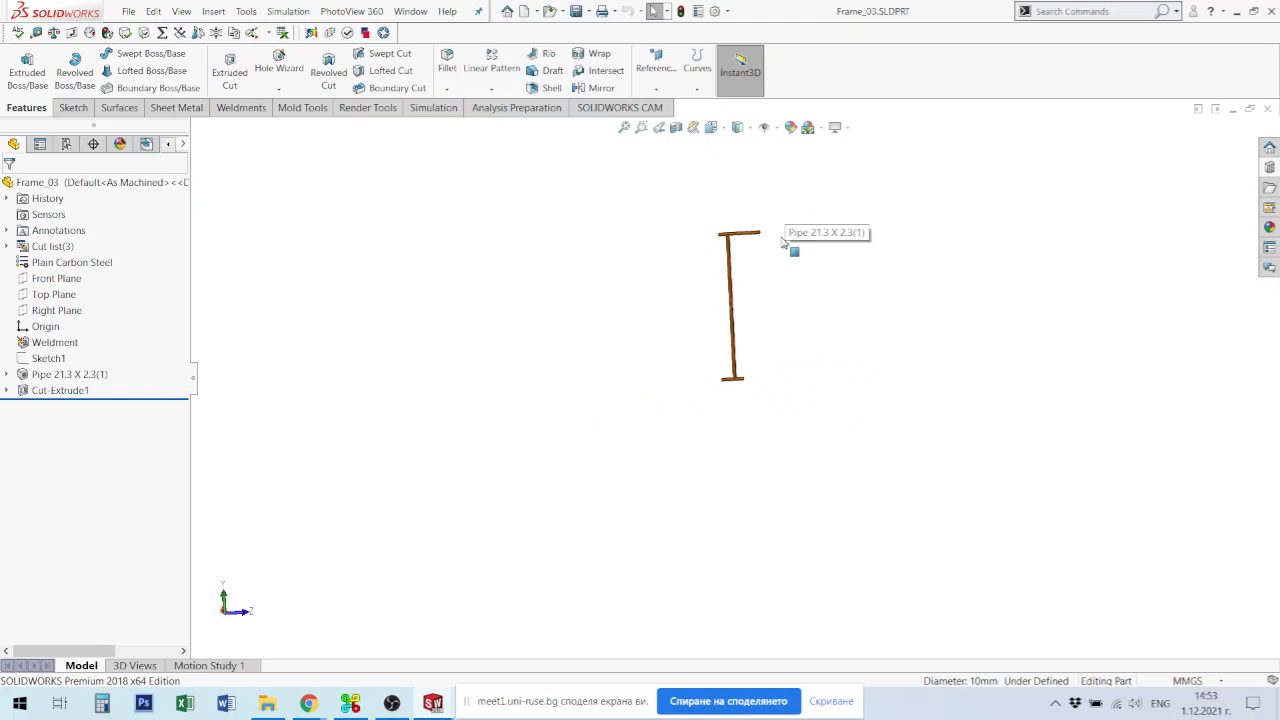 SOLIDWORKS File Edit View Insert Tools Simulation PhotoView 360 Window Help Frame_03.SLDPRT Search Commands
Extruded Boss/Base
Revolved Boss/Base
Swept Boss/Base
Lofted Boss/Base
Boundary Boss/Base
Extruded Cut
Hole Wizard
Revolved Cut
Swept Cut
Lofted Cut
Boundary Cut
Fillet
Linear Pattern
Rib
Draft
Shell
Wrap
Intersect
Mirror
Referenc...
Curves
Instant3D
Features Sketch Surfaces Sheet Metal Weldments Mold Tools Render Tools Simulation Analysis Preparation SOLIDWORKS CAM
Frame_03 (Default<As Machined><<D
History
Sensors
Annotations
Cut list(3)
Plain Carbon Steel
Front Plane
Top Plane
Right Plane
Origin
Weldment
Sketch1
Pipe 21.3 X 2.3(1)
Cut-Extrude1
Pipe 21.3 X 2.3(1)
Y
Z
Model 3D Views Motion Study 1
SOLIDWORKS Premium 2018 x64 Edition Diameter: 10mm Under Defined Editing Part MMGS
meet1.uni-ruse.bg споделя екрана ви. Спиране на споделянето Скриване
ENG
14:53
1.12.2021 г.